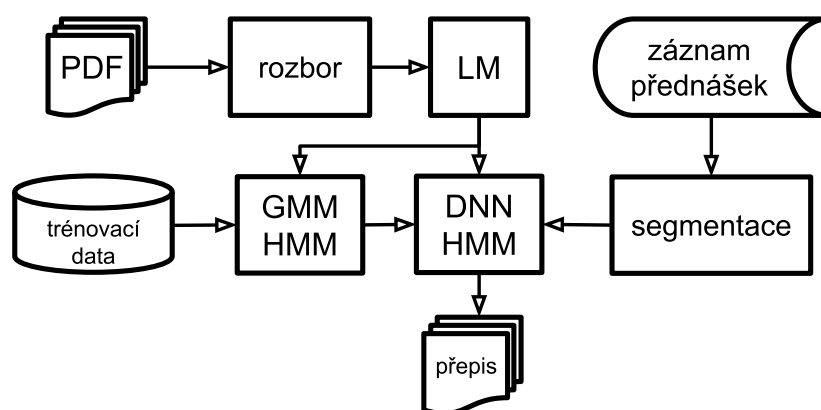 PDF
rozbor
LM
záznam
přednášek
trénovací
data
GMM
HMM
DNN
HMM
segmentace
přepis